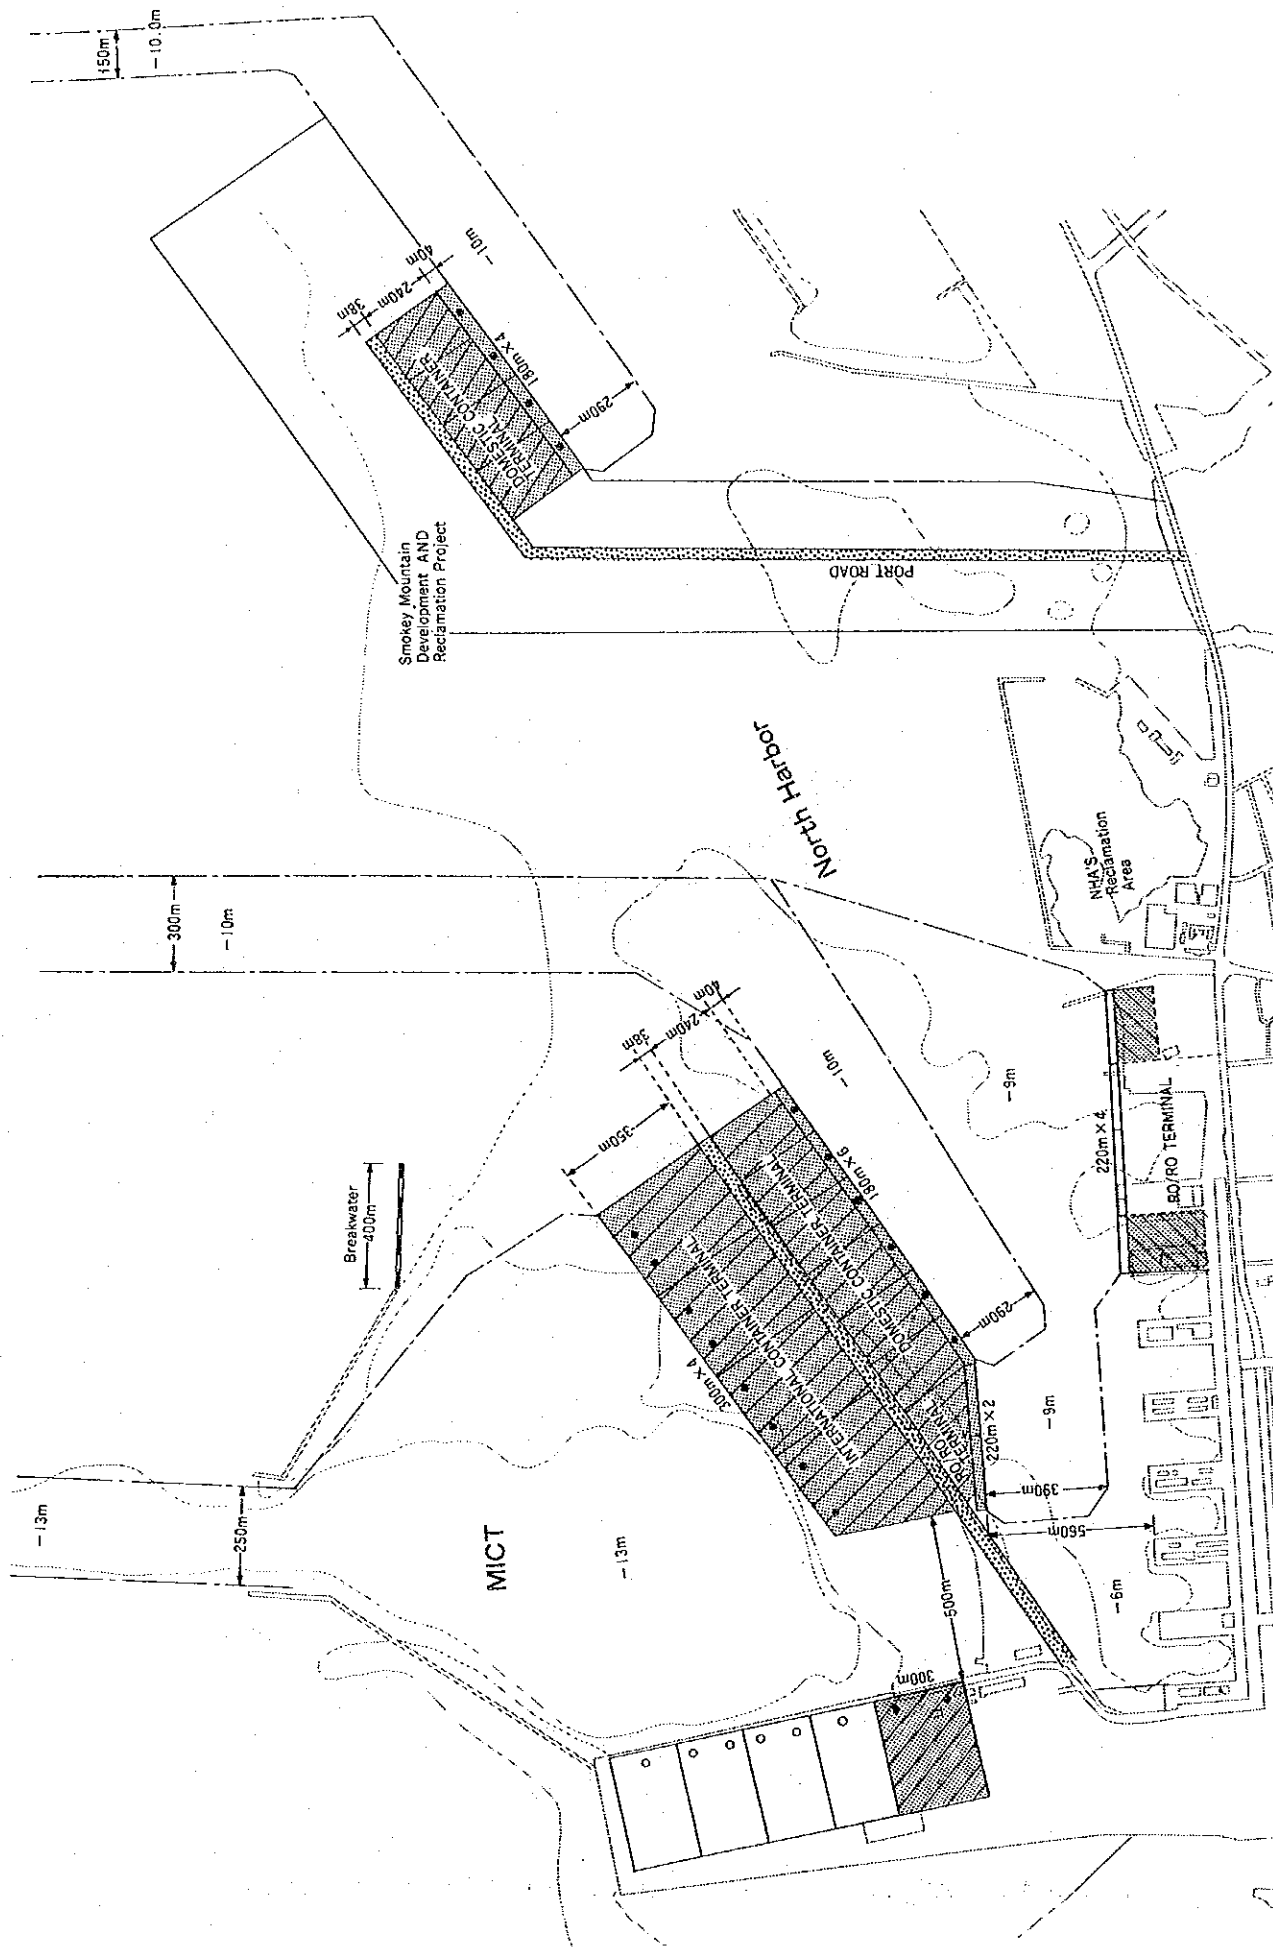 150m
-10.0m
38m
240m
40m
-10m
DOMESTIC CONTAINER
TERMINAL
180m X 4
290m
Smokey Mountain
Development AND
Reclamation Project
PORT ROAD
North Harbor
NHA'S
Reclamation
Area
300m
-10m
38m
240m
40m
350m
-10m
-9m
Breakwater
400m
INTERNATIONAL CONTAINER TERMINAL
300m X 4
DOMESTIC CONTAINER TERMINAL
180m X 6
290m
RO/RO
TERMINAL
220m X 2
220m X 4
RO/RO TERMINAL
-9m
390m
560m
-6m
-13m
250m
MICT
-13m
500m
300m